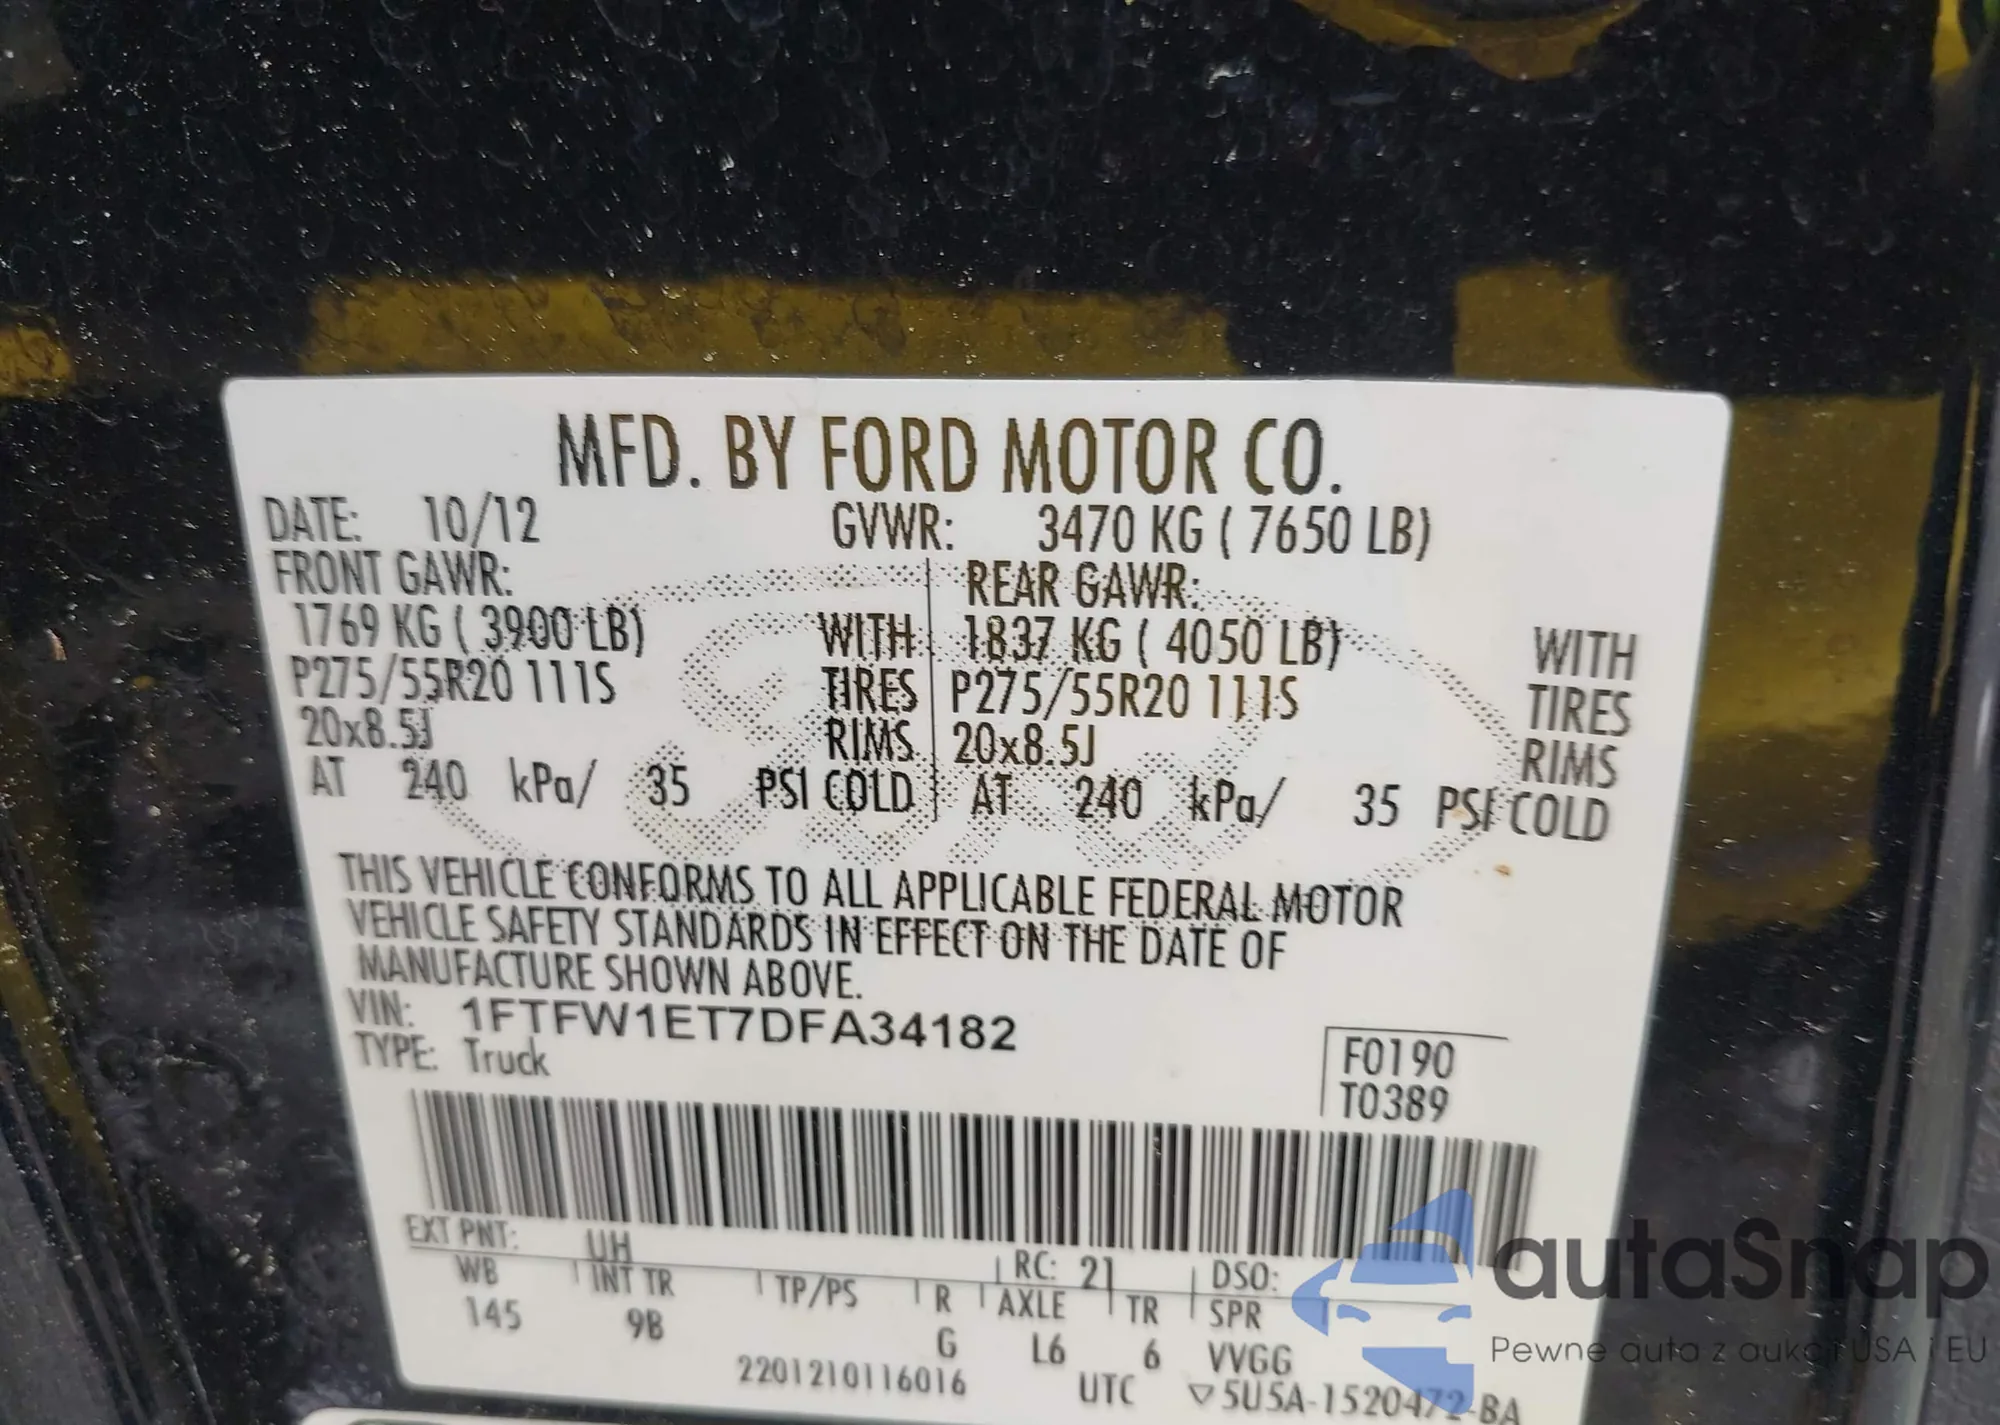 MFD. BY FORD MOTOR CO.
DATE: 10/12 GVWR: 3470 KG ( 7650 LB)
FRONT GAWR: REAR GAWR:
1769 KG ( 3900 LB) WITH 1837 KG ( 4050 LB) WITH
P275/55R20 111S TIRES P275/55R20 111S TIRES
20x8.5J RIMS 20x8.5J RIMS
AT 240 kPa/ 35 PSI COLD AT 240 kPa/ 35 PSI COLD
THIS VEHICLE CONFORMS TO ALL APPLICABLE FEDERAL MOTOR
VEHICLE SAFETY STANDARDS IN EFFECT ON THE DATE OF
MANUFACTURE SHOWN ABOVE.
VIN: 1FTFW1ET7DFA34182
TYPE: Truck
F0190
T0389
EXT PNT: UH RC: 21 DSO:
WB INT TR TP/PS R AXLE TR SPR
145 9B G L6 6 VVGG
2201210116016 UTC ▽5U5A-1520472-BA
autaSnap
Pewne auta z aukcji USA i EU